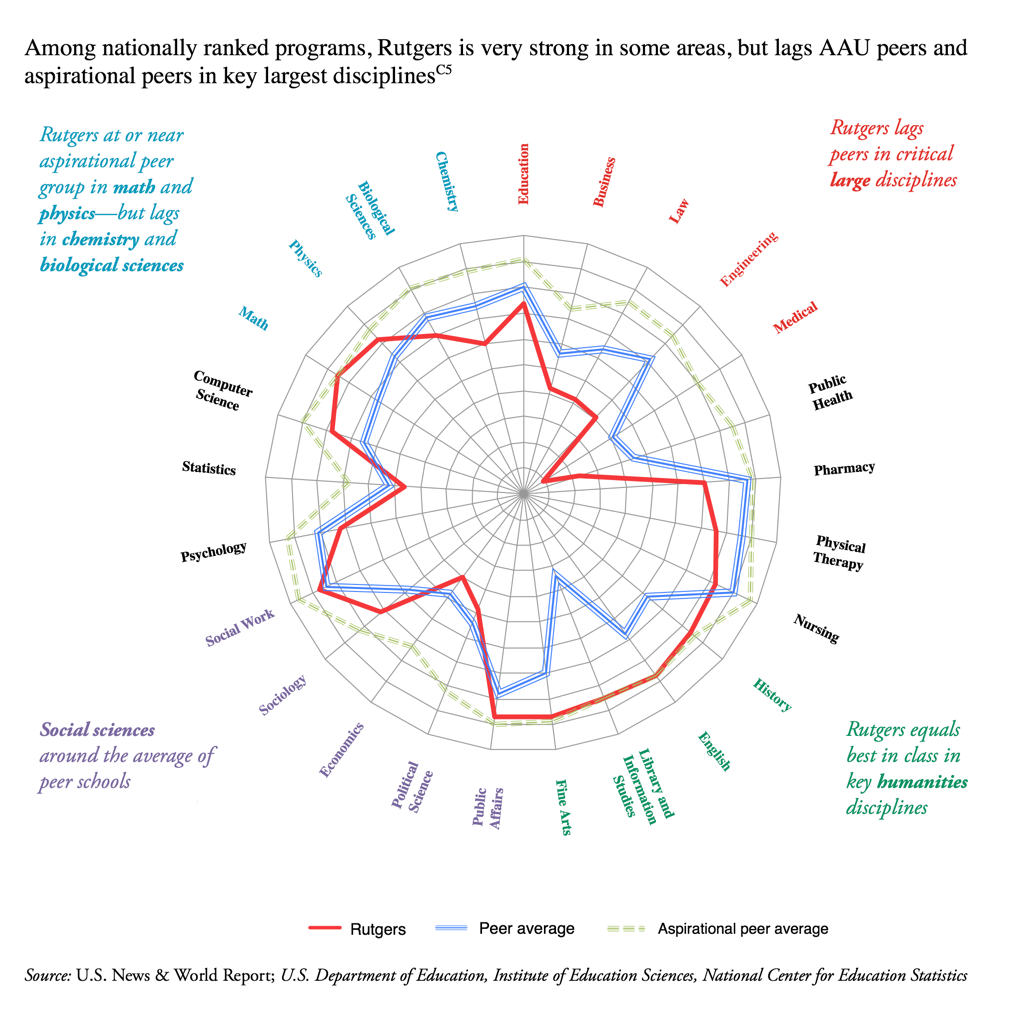 Among nationally ranked programs, Rutgers is very strong in some areas, but lags AAU peers and
aspirational peers in key largest disciplinesC5
Rutgers at or near
aspirational peer
group in math and
physics—but lags
in chemistry and
biological sciences
Rutgers lags
peers in critical
large disciplines
Education
Business
Law
Engineering
Medical
Public
Health
Pharmacy
Physical
Therapy
Nursing
History
English
Library and
Information
Studies
Fine Arts
Public
Affairs
Political
Science
Economics
Sociology
Social Work
Psychology
Statistics
Computer
Science
Math
Physics
Biological
Sciences
Chemistry
Social sciences
around the average of
peer schools
Rutgers equals
best in class in
key humanities
disciplines
Rutgers
Peer average
Aspirational peer average
Source: U.S. News & World Report; U.S. Department of Education, Institute of Education Sciences, National Center for Education Statistics